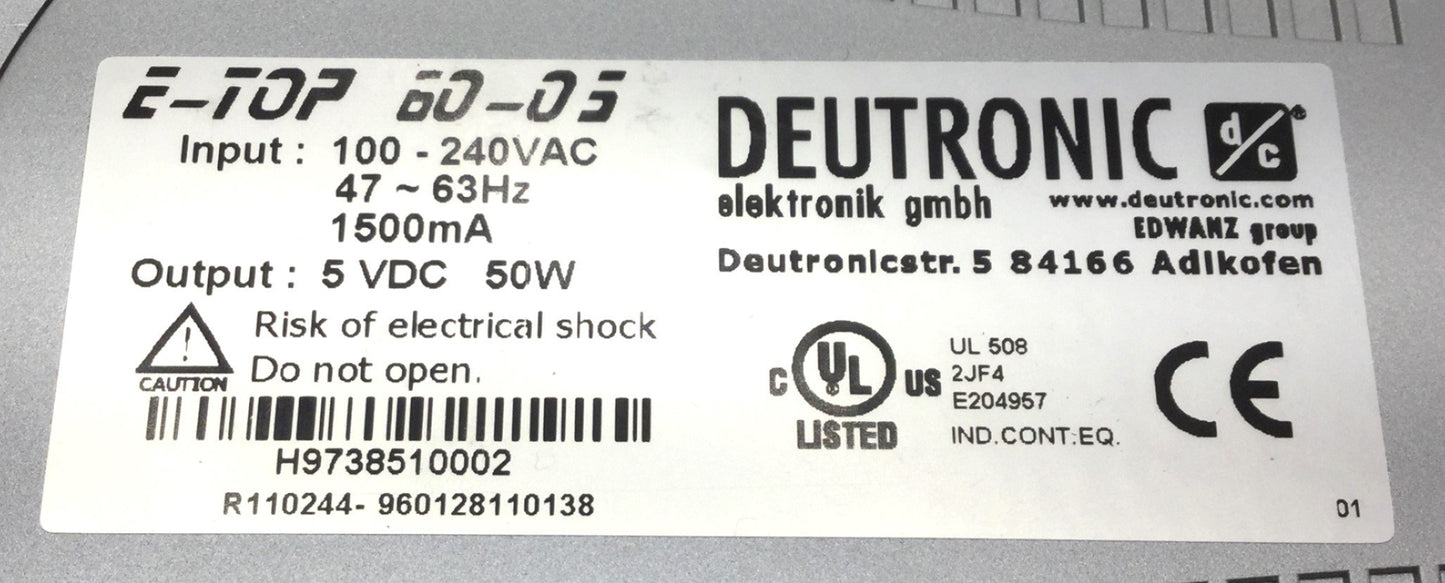 E-TOP 60-05
Input : 100 - 240VAC
47 ~ 63Hz
1500mA
Output : 5 VDC 50W
Risk of electrical shock
Do not open.
CAUTION
H9738510002
R110244- 960128110138
DEUTRONIC d/c®
elektronik gmbh www.deutronic.com
EDWANZ group
Deutronicstr. 5 84166 Adlkofen
C UL US
LISTED
UL 508
2JF4
E204957
IND.CONT.EQ.
CE
01